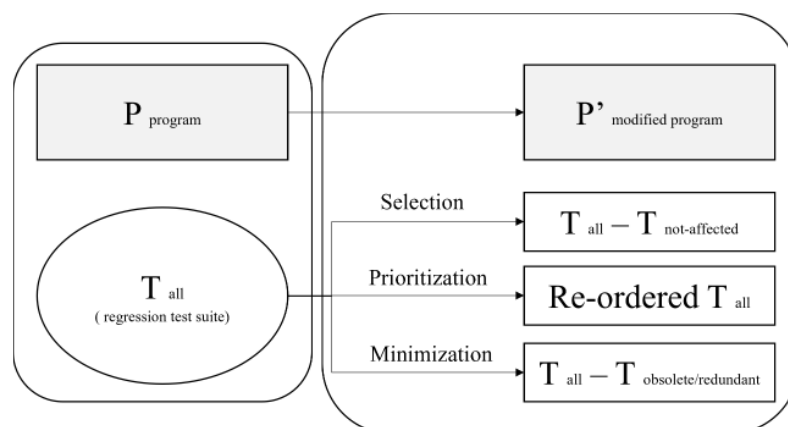 P program
P’ modified program
Selection
T all – T not-affected
T all
( regression test suite)
Prioritization
Re-ordered T all
Minimization
T all – T obsolete/redundant